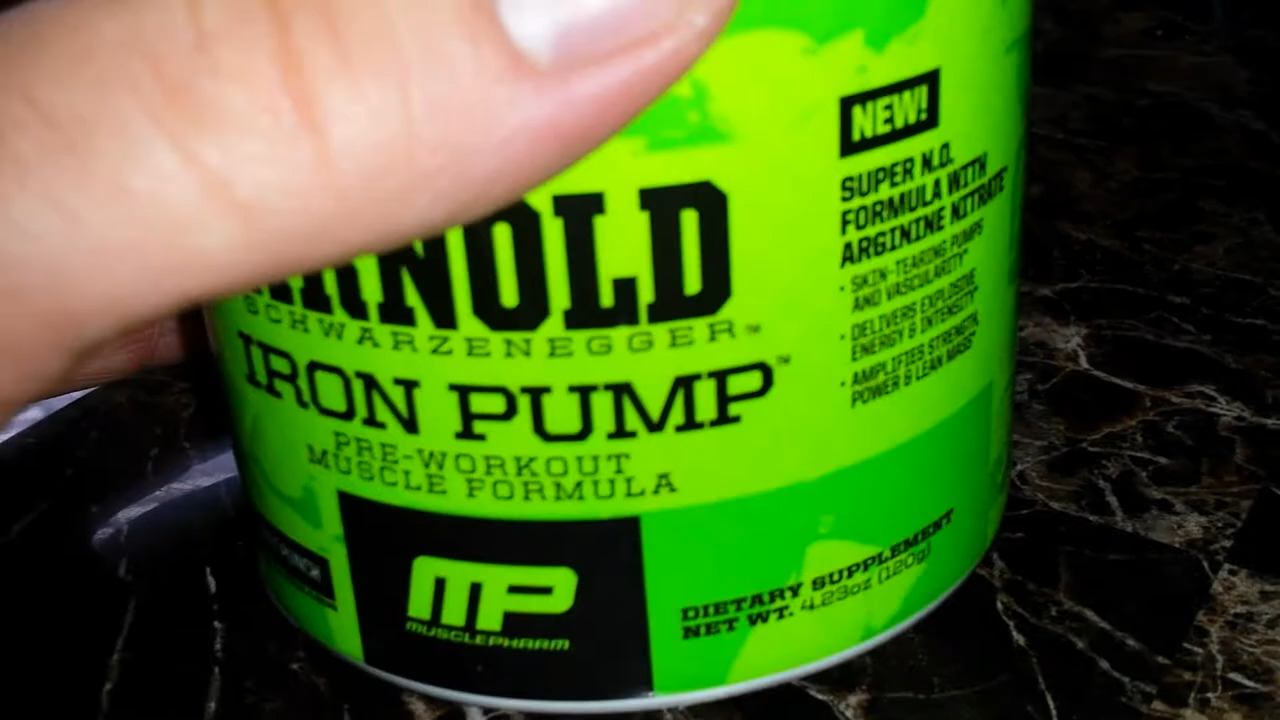 ARNOLD
SCHWARZENEGGER™
IRON PUMP™
PRE-WORKOUT
MUSCLE FORMULA
MP
MUSCLEPHARM
NEW!
SUPER N.O.
FORMULA WITH
ARGININE NITRATE*
• SKIN-TEARING PUMPS
AND VASCULARITY*
• DELIVERS EXPLOSIVE
ENERGY & INTENSITY*
• AMPLIFIES STRENGTH,
POWER & LEAN MASS*
DIETARY SUPPLEMENT
NET WT. 4.23oz (120g)